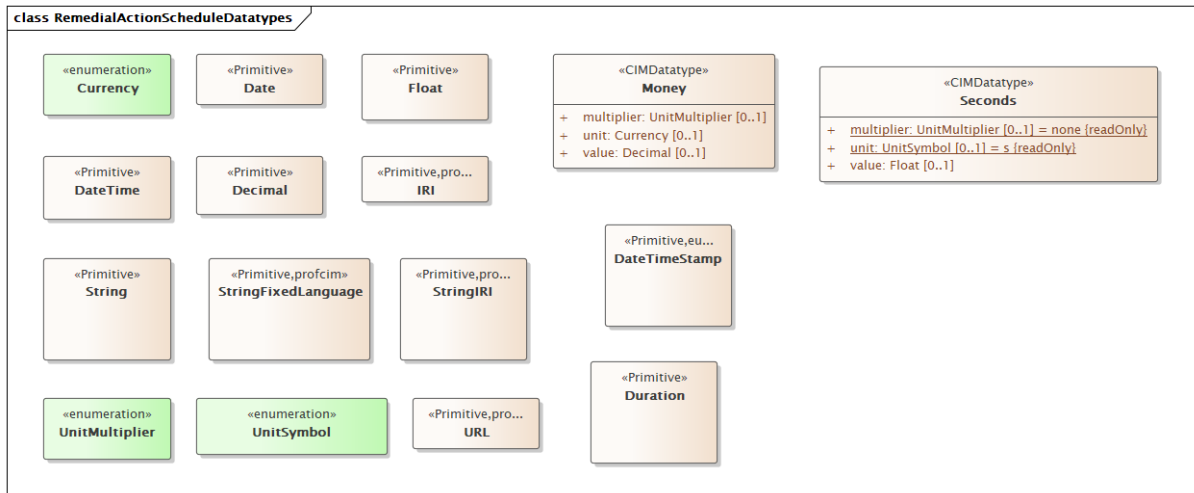 class RemedialActionScheduleDatatypes
«enumeration»
Currency
«Primitive»
Date
«Primitive»
Float
«CIMDatatype»
Money
+ multiplier: UnitMultiplier [0..1]
+ unit: Currency [0..1]
+ value: Decimal [0..1]
«CIMDatatype»
Seconds
+ multiplier: UnitMultiplier [0..1] = none {readOnly}
+ unit: UnitSymbol [0..1] = s {readOnly}
+ value: Float [0..1]
«Primitive»
DateTime
«Primitive»
Decimal
«Primitive,pro...
IRI
«Primitive,eu...
DateTimeStamp
«Primitive»
String
«Primitive,profcim»
StringFixedLanguage
«Primitive,pro...
StringIRI
«Primitive»
Duration
«enumeration»
UnitMultiplier
«enumeration»
UnitSymbol
«Primitive,pro...
URL